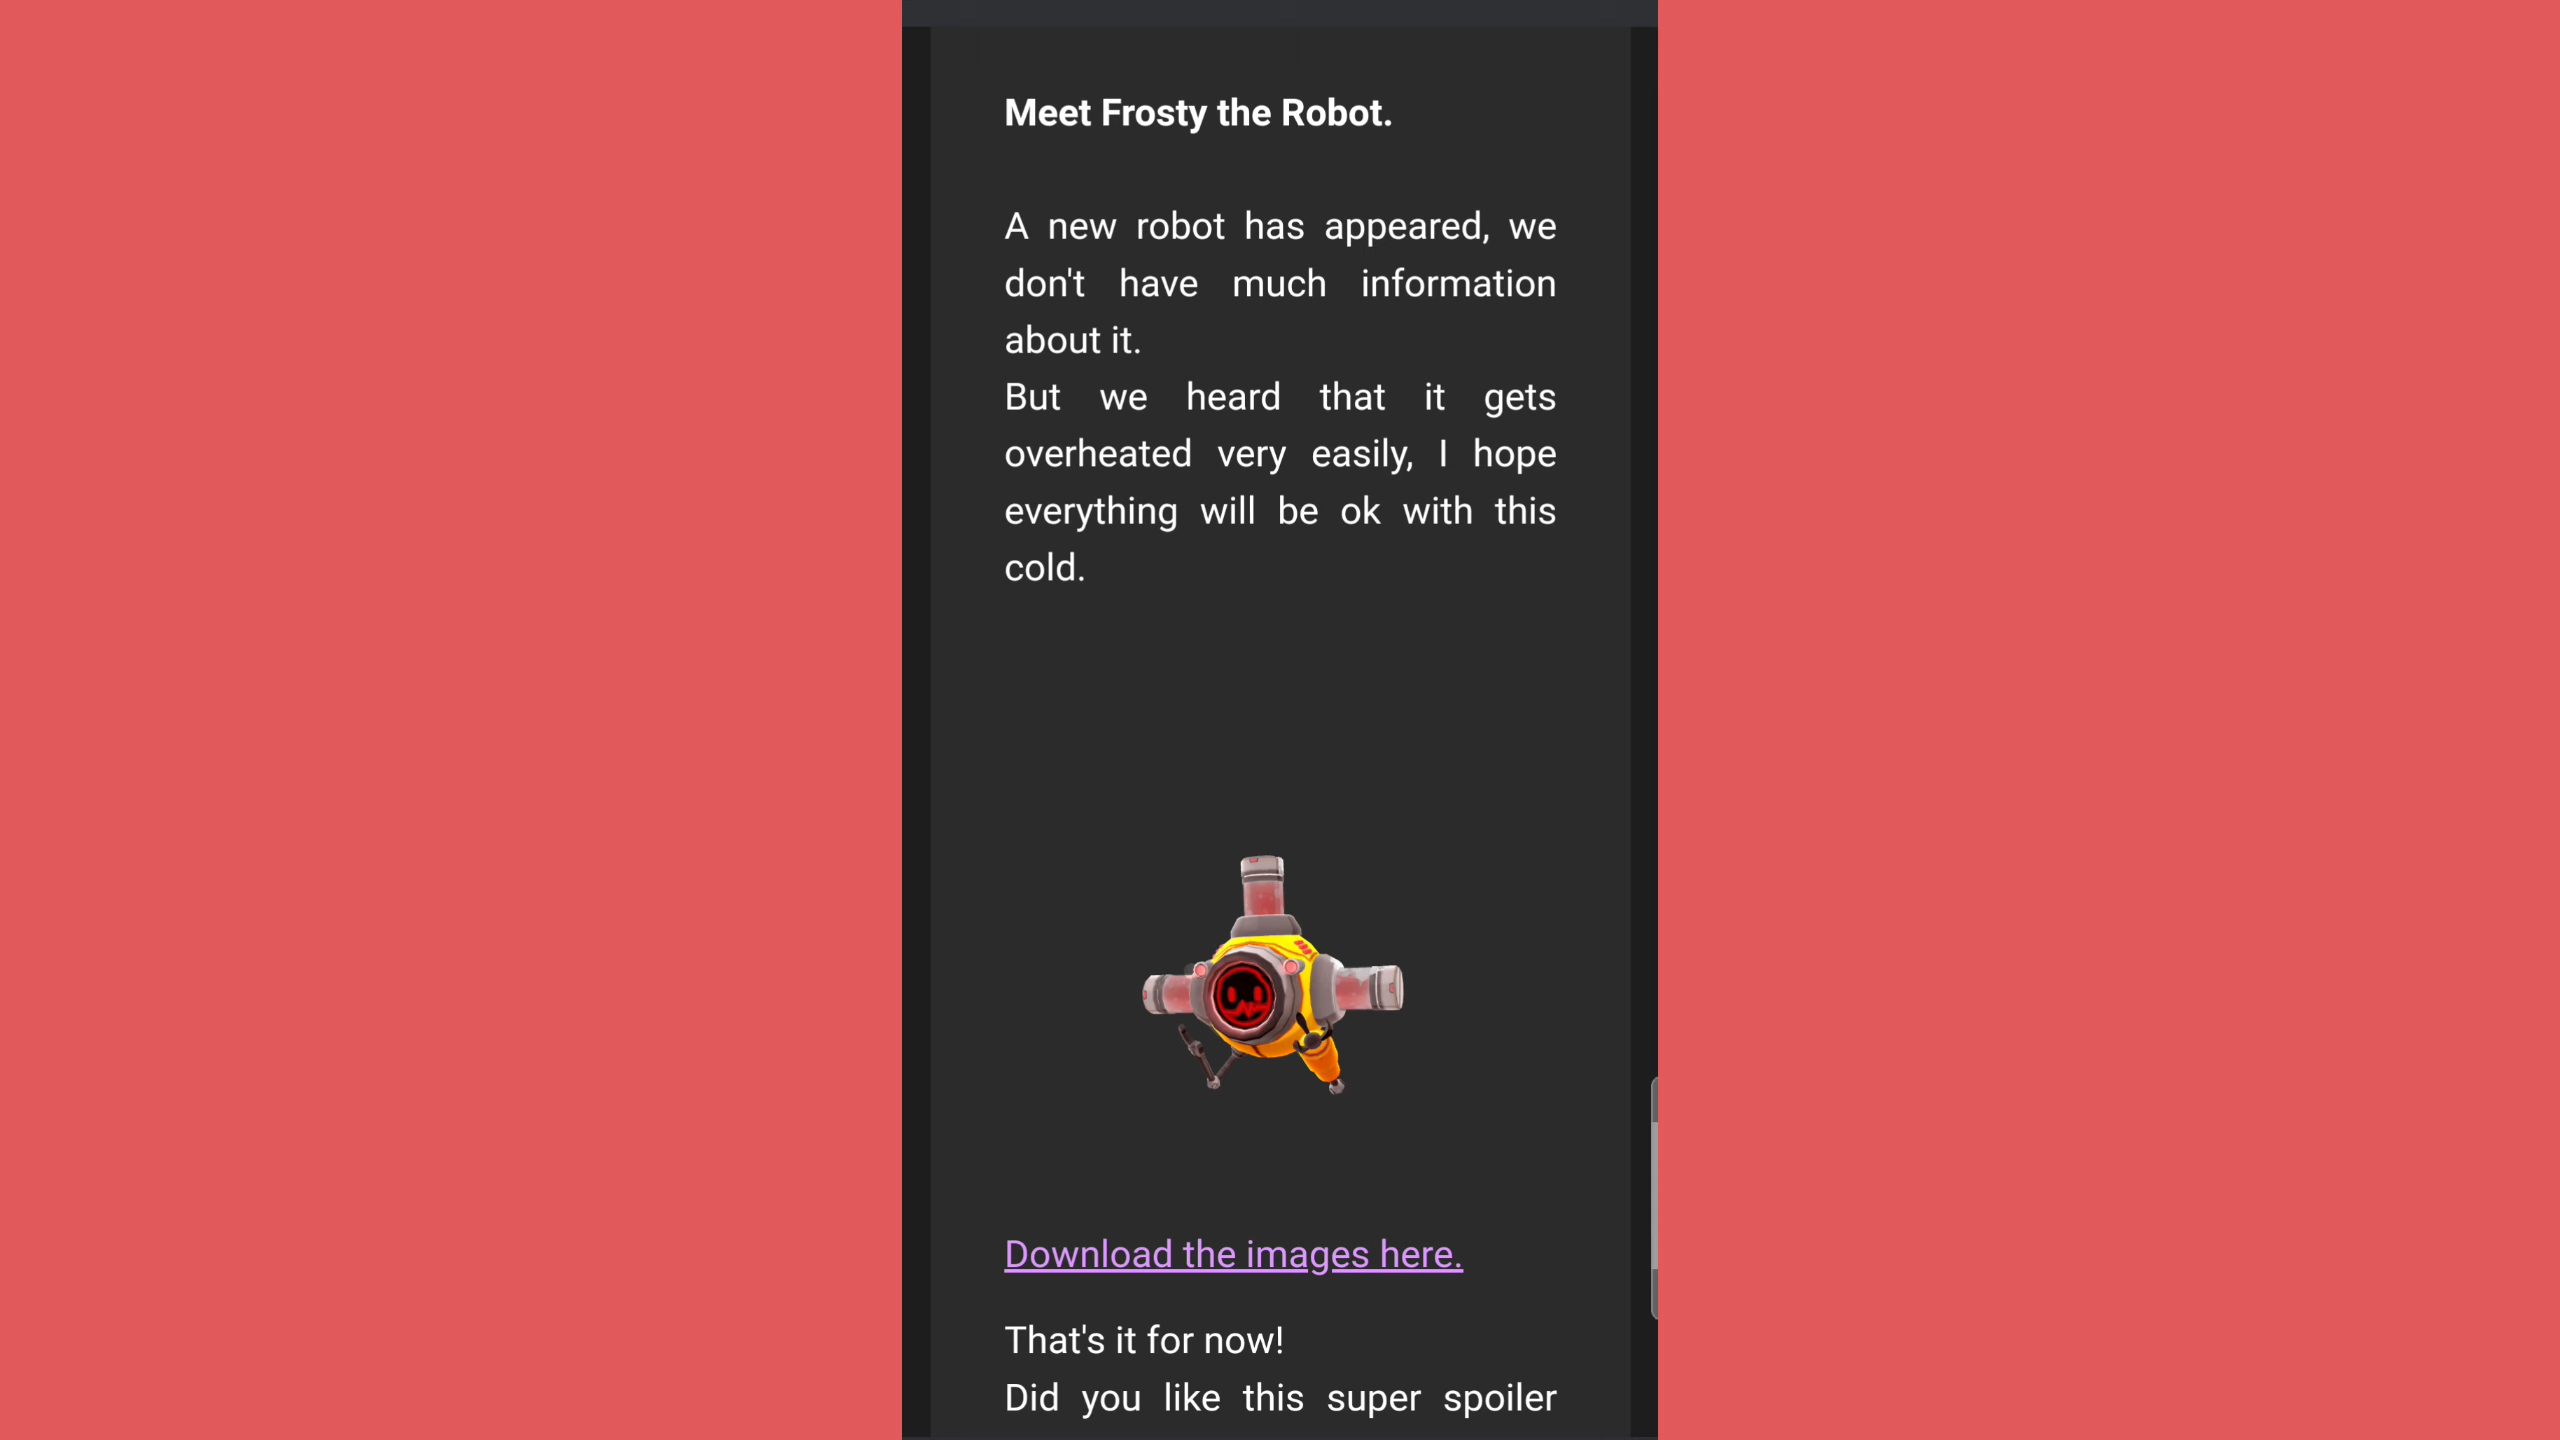 Meet Frosty the Robot.
A new robot has appeared, we
don't have much information
about it.
But we heard that it gets
overheated very easily, I hope
everything will be ok with this
cold.
Download the images here.
That's it for now!
Did you like this super spoiler